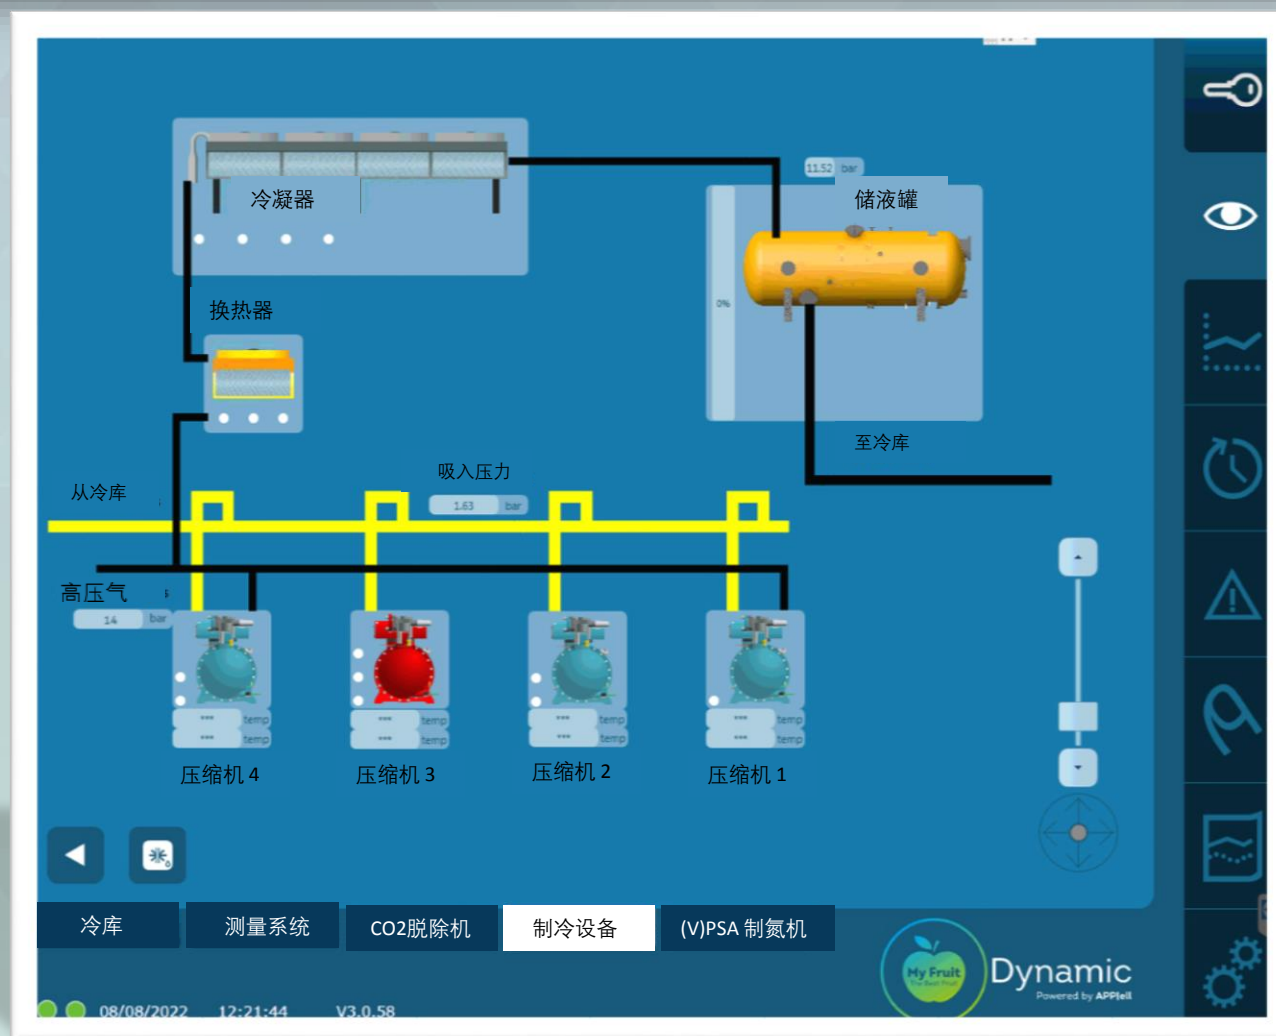 11.52 bar
冷凝器
储液罐
换热器
0%
至冷库
吸入压力
从冷库
1.63 bar
高压气
14 bar
*** temp
*** temp
*** temp
*** temp
*** temp
*** temp
*** temp
*** temp
压缩机 4
压缩机 3
压缩机 2
压缩机 1
冷库
测量系统
CO2脱除机
制冷设备
(V)PSA 制氮机
My Fruit
The Best Fruit
Dynamic
Powered by APPJell
08/08/2022 12:21:44 V3.0.58